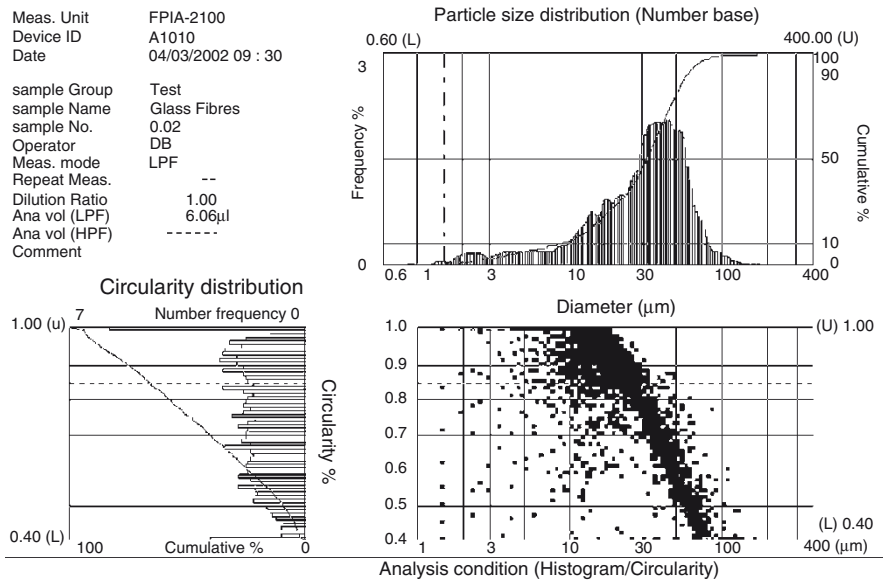 Meas. Unit FPIA-2100
Device ID A1010
Date 04/03/2002 09 : 30
sample Group Test
sample Name Glass Fibres
sample No. 0.02
Operator DB
Meas. mode LPF
Repeat Meas. --
Dilution Ratio 1.00
Ana vol (LPF) 6.06μl
Ana vol (HPF) ------
Comment
Particle size distribution (Number base)
0.60 (L) 400.00 (U)
3 100
90
Frequency %
50
Cumulative %
10
0 0
0.6 1 3 10 30 100 400
Diameter (μm)
Circularity distribution
1.00 (u) 7 Number frequency 0
Circularity %
0.40 (L)
100 Cumulative % 0
1.0 (U) 1.00
0.9
0.8
0.7
0.6
0.5
(L) 0.40
0.4
1 3 10 30 100 400 (μm)
Analysis condition (Histogram/Circularity)